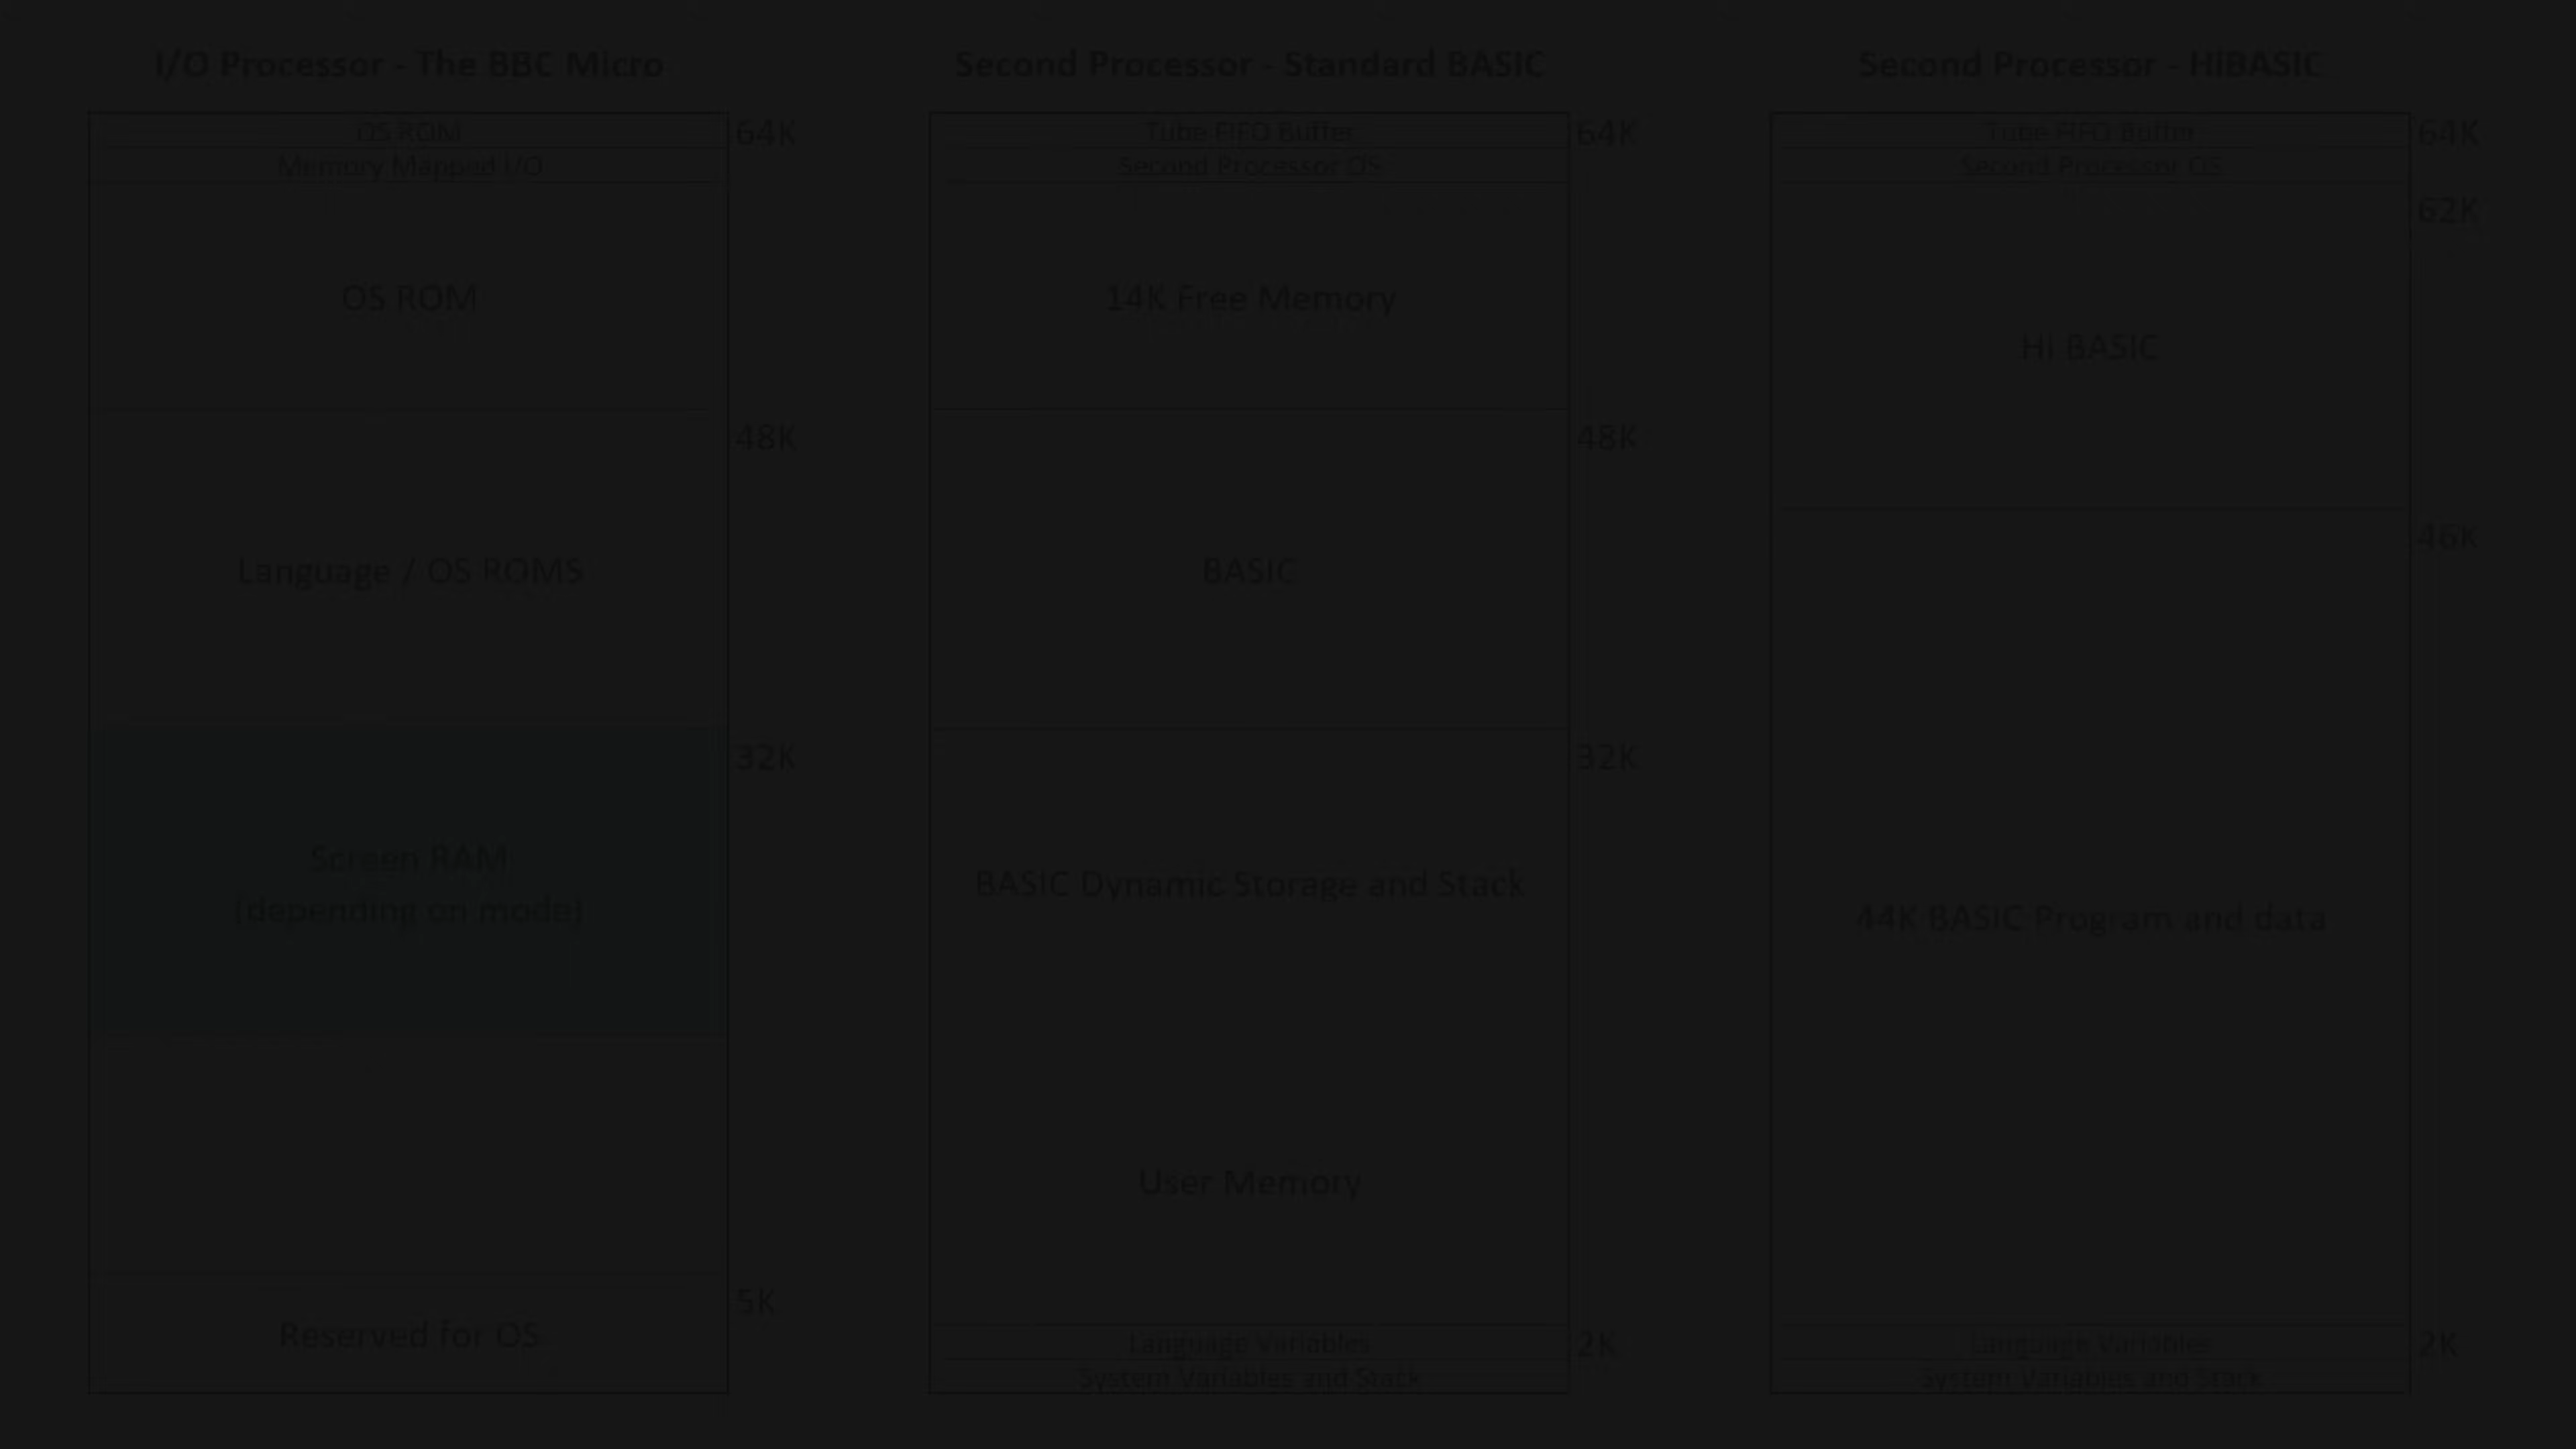 I/O Processor - The BBC Micro
OS ROM
64K
Memory Mapped I/O
OS ROM
48K
Language / OS ROMS
32K
Screen RAM
(depending on mode)
5K
Reserved for OS
Second Processor - Standard BASIC
Tube FIFO Buffer
64K
Second Processor OS
14K Free Memory
48K
BASIC
32K
BASIC Dynamic Storage and Stack
User Memory
Language Variables
2K
System Variables and Stack
Second Processor - HiBASIC
Tube FIFO Buffer
64K
Second Processor OS
62K
Hi BASIC
46K
44K BASIC Program and data
Language Variables
2K
System Variables and Stack